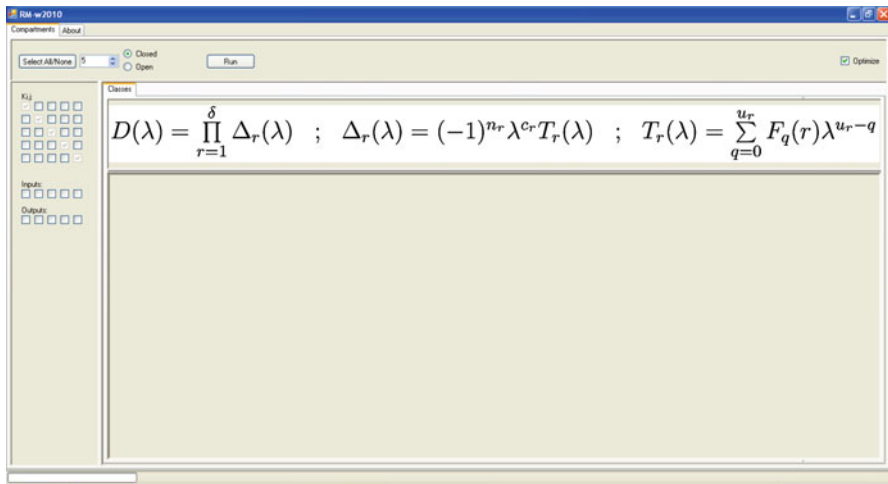 RM-w2010
Compartments About
Select All/None 5 Closed Open Run Optimize
Classes
Ki,j
D(λ) = ∏_{r=1}^{δ} Δ_r(λ) ; Δ_r(λ) = (-1)^{n_r} λ^{c_r} T_r(λ) ; T_r(λ) = ∑_{q=0}^{u_r} F_q(r)λ^{u_r-q}
Inputs:
Outputs: